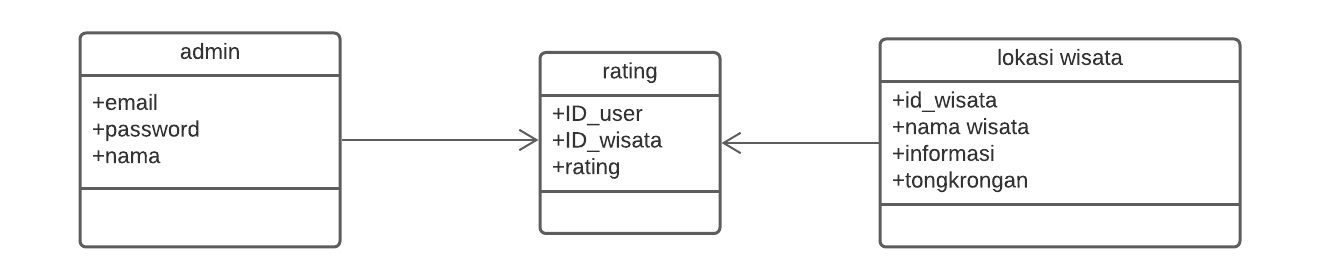 admin
+email
+password
+nama
rating
+ID_user
+ID_wisata
+rating
lokasi wisata
+id_wisata
+nama wisata
+informasi
+tongkrongan